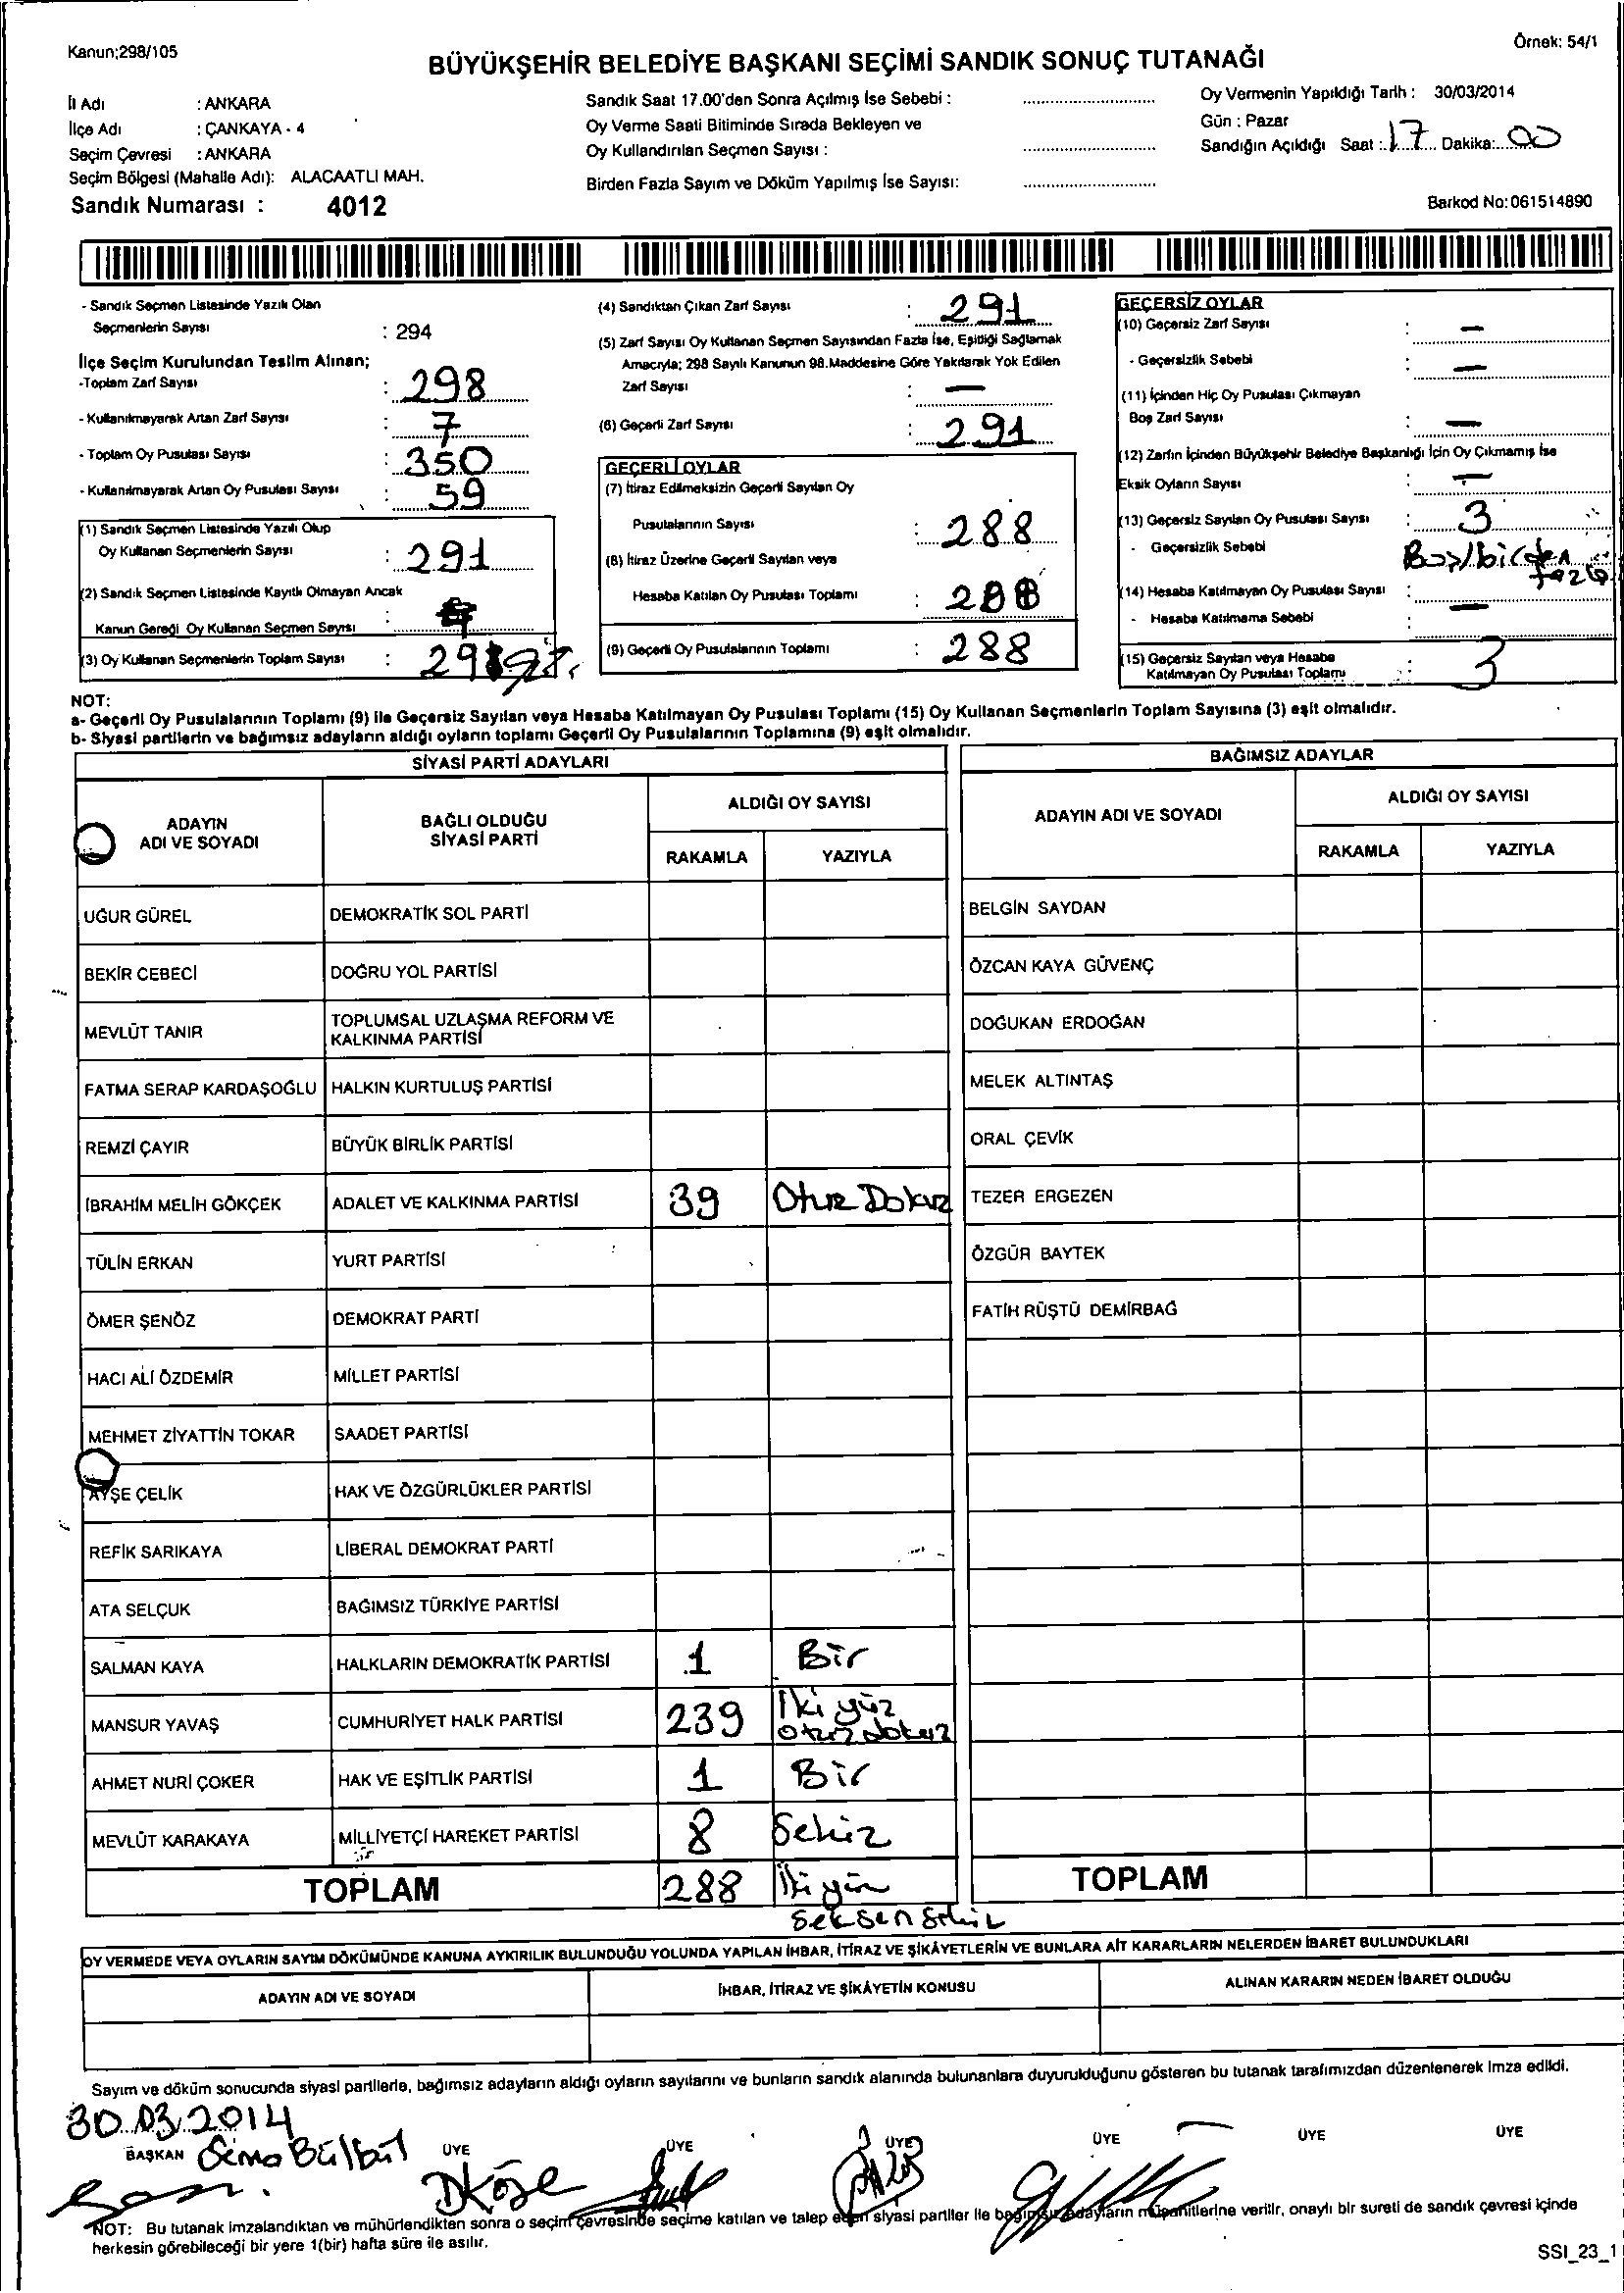 Kanun;298/105
Örnek: 54/1
BÜYÜKŞEHİR BELEDİYE BAŞKANI SEÇİMİ SANDIK SONUÇ TUTANAĞI
İl Adı : ANKARA
İlçe Adı : ÇANKAYA - 4
Seçim Çevresi : ANKARA
Seçim Bölgesi (Mahalle Adı): ALACAATLI MAH.
Sandık Numarası : 4012
Sandık Saat 17.00'den Sonra Açılmış İse Sebebi :
Oy Verme Saati Bitiminde Sırada Bekleyen ve
Oy Kullandırılan Seçmen Sayısı :
Birden Fazla Sayım ve Döküm Yapılmış İse Sayısı:
Oy Vermenin Yapıldığı Tarih : 30/03/2014
Gün : Pazar
Sandığın Açıldığı Saat : 17 Dakika: 00
Barkod No: 061514890
- Sandık Seçmen Listesinde Yazılı Olan
Seçmenlerin Sayısı : 294
İlçe Seçim Kurulundan Teslim Alınan;
-Toplam Zarf Sayısı : 298
- Kullanılmayarak Artan Zarf Sayısı : 7
- Toplam Oy Pusulası Sayısı : 350
- Kullanılmayarak Artan Oy Pusulası Sayısı : 59
(1) Sandık Seçmen Listesinde Yazılı Olup
Oy Kullanan Seçmenlerin Sayısı : 291
(2) Sandık Seçmen Listesinde Kayıtlı Olmayan Ancak
Kanun Gereği Oy Kullanan Seçmen Sayısı :
(3) Oy Kullanan Seçmenlerin Toplam Sayısı :
(4) Sandıktan Çıkan Zarf Sayısı : 291
(5) Zarf Sayısı Oy Kullanan Seçmen Sayısından Fazla İse, Eşitliği Sağlamak
Amacıyla; 298 Sayılı Kanunun 98.Maddesine Göre Yakılarak Yok Edilen
Zarf Sayısı : —
(6) Geçerli Zarf Sayısı : 291
GEÇERLİ OYLAR
(7) İtiraz Edilmeksizin Geçerli Sayılan Oy
Pusulalarının Sayısı : 288
(8) İtiraz Üzerine Geçerli Sayılan veya
Hesaba Katılan Oy Pusulası Toplamı : 288
(9) Geçerli Oy Pusulalarının Toplamı : 288
GEÇERSİZ OYLAR
(10) Geçersiz Zarf Sayısı : —
- Geçersizlik Sebebi : —
(11) İçinden Hiç Oy Pusulası Çıkmayan
Boş Zarf Sayısı : —
(12) Zarfın İçinden Büyükşehir Belediye Başkanlığı İçin Oy Çıkmamış İse
Eksik Oyların Sayısı : —
(13) Geçersiz Sayılan Oy Pusulası Sayısı : 3
- Geçersizlik Sebebi Boş/birden
fazla
(14) Hesaba Katılmayan Oy Pusulası Sayısı : —
- Hesaba Katılmama Sebebi :
(15) Geçersiz Sayılan veya Hesaba
Katılmayan Oy Pusulası Toplamı : 3
NOT:
a- Geçerli Oy Pusulalarının Toplamı (9) ile Geçersiz Sayılan veya Hesaba Katılmayan Oy Pusulası Toplamı (15) Oy Kullanan Seçmenlerin Toplam Sayısına (3) eşit olmalıdır.
b- Siyasi partilerin ve bağımsız adayların aldığı oyların toplamı Geçerli Oy Pusulalarının Toplamına (9) eşit olmalıdır.
SİYASİ PARTİ ADAYLARI
ADAYIN
ADI VE SOYADI
BAĞLI OLDUĞU
SİYASİ PARTİ
ALDIĞI OY SAYISI
RAKAMLA YAZIYLA
UĞUR GÜREL DEMOKRATİK SOL PARTİ
BEKİR CEBECİ DOĞRU YOL PARTİSİ
MEVLÜT TANIR TOPLUMSAL UZLAŞMA REFORM VE
KALKINMA PARTİSİ
FATMA SERAP KARDAŞOĞLU HALKIN KURTULUŞ PARTİSİ
REMZİ ÇAYIR BÜYÜK BİRLİK PARTİSİ
İBRAHİM MELİH GÖKÇEK ADALET VE KALKINMA PARTİSİ 39 Otuz Dokuz
TÜLİN ERKAN YURT PARTİSİ
ÖMER ŞENÖZ DEMOKRAT PARTİ
HACI ALİ ÖZDEMİR MİLLET PARTİSİ
MEHMET ZİYATTİN TOKAR SAADET PARTİSİ
AYŞE ÇELİK HAK VE ÖZGÜRLÜKLER PARTİSİ
REFİK SARIKAYA LİBERAL DEMOKRAT PARTİ
ATA SELÇUK BAĞIMSIZ TÜRKİYE PARTİSİ
SALMAN KAYA HALKLARIN DEMOKRATİK PARTİSİ 1 Bir
MANSUR YAVAŞ CUMHURİYET HALK PARTİSİ 239 İki yüz
otuz dokuz
AHMET NURİ ÇOKER HAK VE EŞİTLİK PARTİSİ 1 Bir
MEVLÜT KARAKAYA MİLLİYETÇİ HAREKET PARTİSİ 8 Sekiz
TOPLAM 288 İki yüz
seksen sekiz
BAĞIMSIZ ADAYLAR
ADAYIN ADI VE SOYADI
ALDIĞI OY SAYISI
RAKAMLA YAZIYLA
BELGİN SAYDAN
ÖZCAN KAYA GÜVENÇ
DOĞUKAN ERDOĞAN
MELEK ALTINTAŞ
ORAL ÇEVİK
TEZER ERGEZEN
ÖZGÜR BAYTEK
FATİH RÜŞTÜ DEMİRBAĞ
TOPLAM
OY VERMEDE VEYA OYLARIN SAYIM DÖKÜMÜNDE KANUNA AYKIRILIK BULUNDUĞU YOLUNDA YAPILAN İHBAR, İTİRAZ VE ŞİKÂYETLERİN VE BUNLARA AİT KARARLARIN NELERDEN İBARET BULUNDUKLARI
ADAYIN ADI VE SOYADI İHBAR, İTİRAZ VE ŞİKÂYETİN KONUSU ALINAN KARARIN NEDEN İBARET OLDUĞU
Sayım ve döküm sonucunda siyasi partilerle, bağımsız adayların aldığı oyların sayılarını ve bunların sandık alanında bulunanlara duyurulduğunu gösteren bu tutanak tarafımızdan düzenlenerek imza edildi.
30.03.2014
BAŞKAN Sema Bülbül ÜYE ÜYE ÜYE ÜYE ÜYE ÜYE
DKöse
NOT: Bu tutanak imzalandıktan ve mühürlendikten sonra o seçim çevresinde seçime katılan ve talep eden siyasi partiler ile bağımsız adayların müşahitlerine verilir, onaylı bir sureti de sandık çevresi içinde
herkesin görebileceği bir yere 1(bir) hafta süre ile asılır.
SSI_23_1